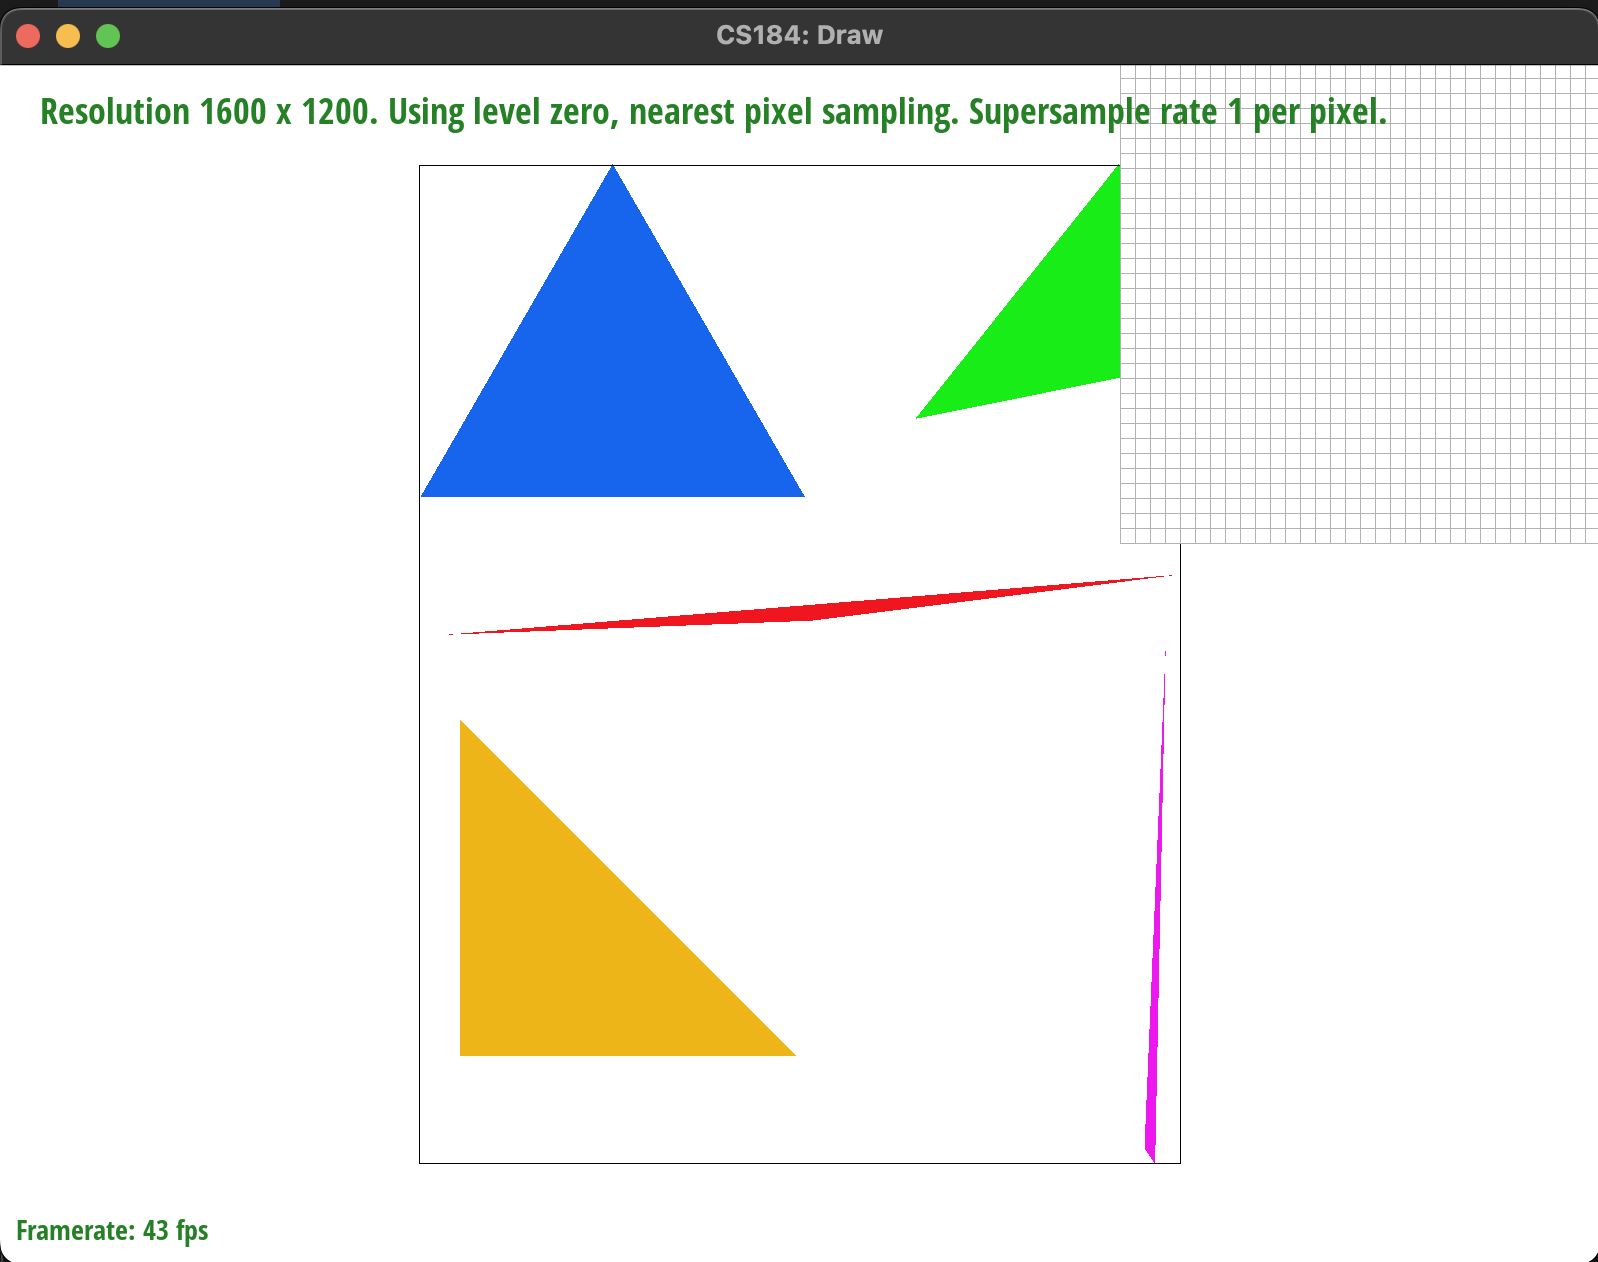 CS184: Draw
Resolution 1600 x 1200. Using level zero, nearest pixel sampling. Supersample rate 1 per pixel.
Framerate: 43 fps